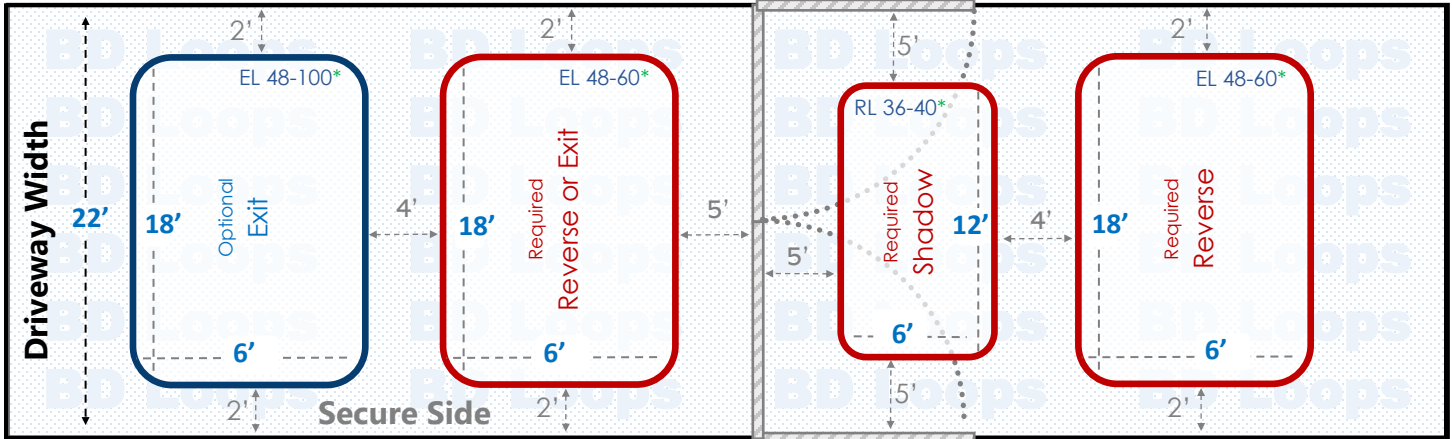 Driveway Width
22’
2’
EL 48-100*
18’
Optional
Exit
6’
2’
4’
2’
EL 48-60*
18’
Required
Reverse or Exit
6’
2’
5’
Secure Side
5’
5’
RL 36-40*
Required
Shadow
12’
6’
5’
4’
2’
EL 48-60*
18’
Required
Reverse
6’
2’
BD Loops